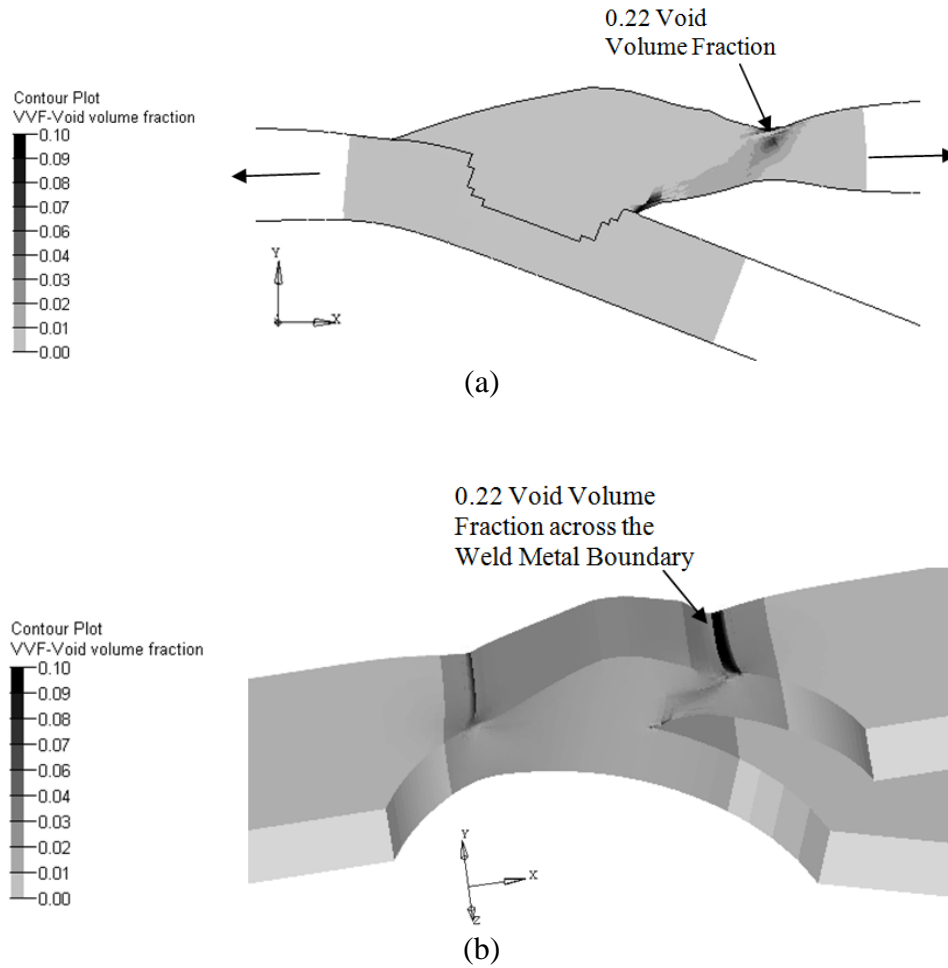 0.22 Void
Volume Fraction
Contour Plot
VVF-Void volume fraction
0.10
0.09
0.08
0.07
0.06
0.05
0.04
0.03
0.02
0.01
0.00
Y
X
(a)
0.22 Void Volume
Fraction across the
Weld Metal Boundary
Contour Plot
VVF-Void volume fraction
0.10
0.09
0.08
0.07
0.06
0.05
0.04
0.03
0.02
0.01
0.00
Y
X
Z
(b)